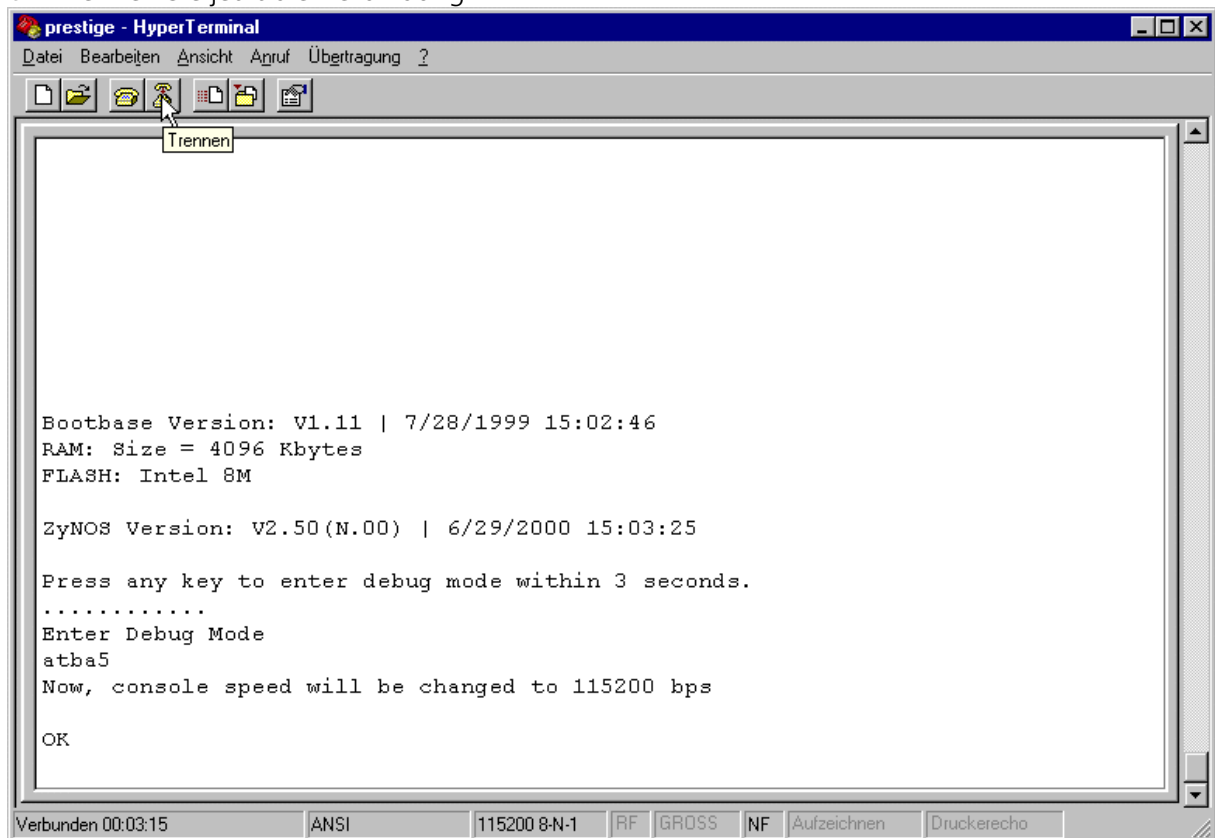 prestige - HyperTerminal
Datei Bearbeiten Ansicht Anruf Übertragung ?
Trennen
Bootbase Version: V1.11 | 7/28/1999 15:02:46
RAM: Size = 4096 Kbytes
FLASH: Intel 8M
ZyNOS Version: V2.50(N.00) | 6/29/2000 15:03:25
Press any key to enter debug mode within 3 seconds.
............
Enter Debug Mode
atba5
Now, console speed will be changed to 115200 bps
OK
Verbunden 00:03:15 ANSI 115200 8-N-1 RF GROSS NF Aufzeichnen Druckerecho